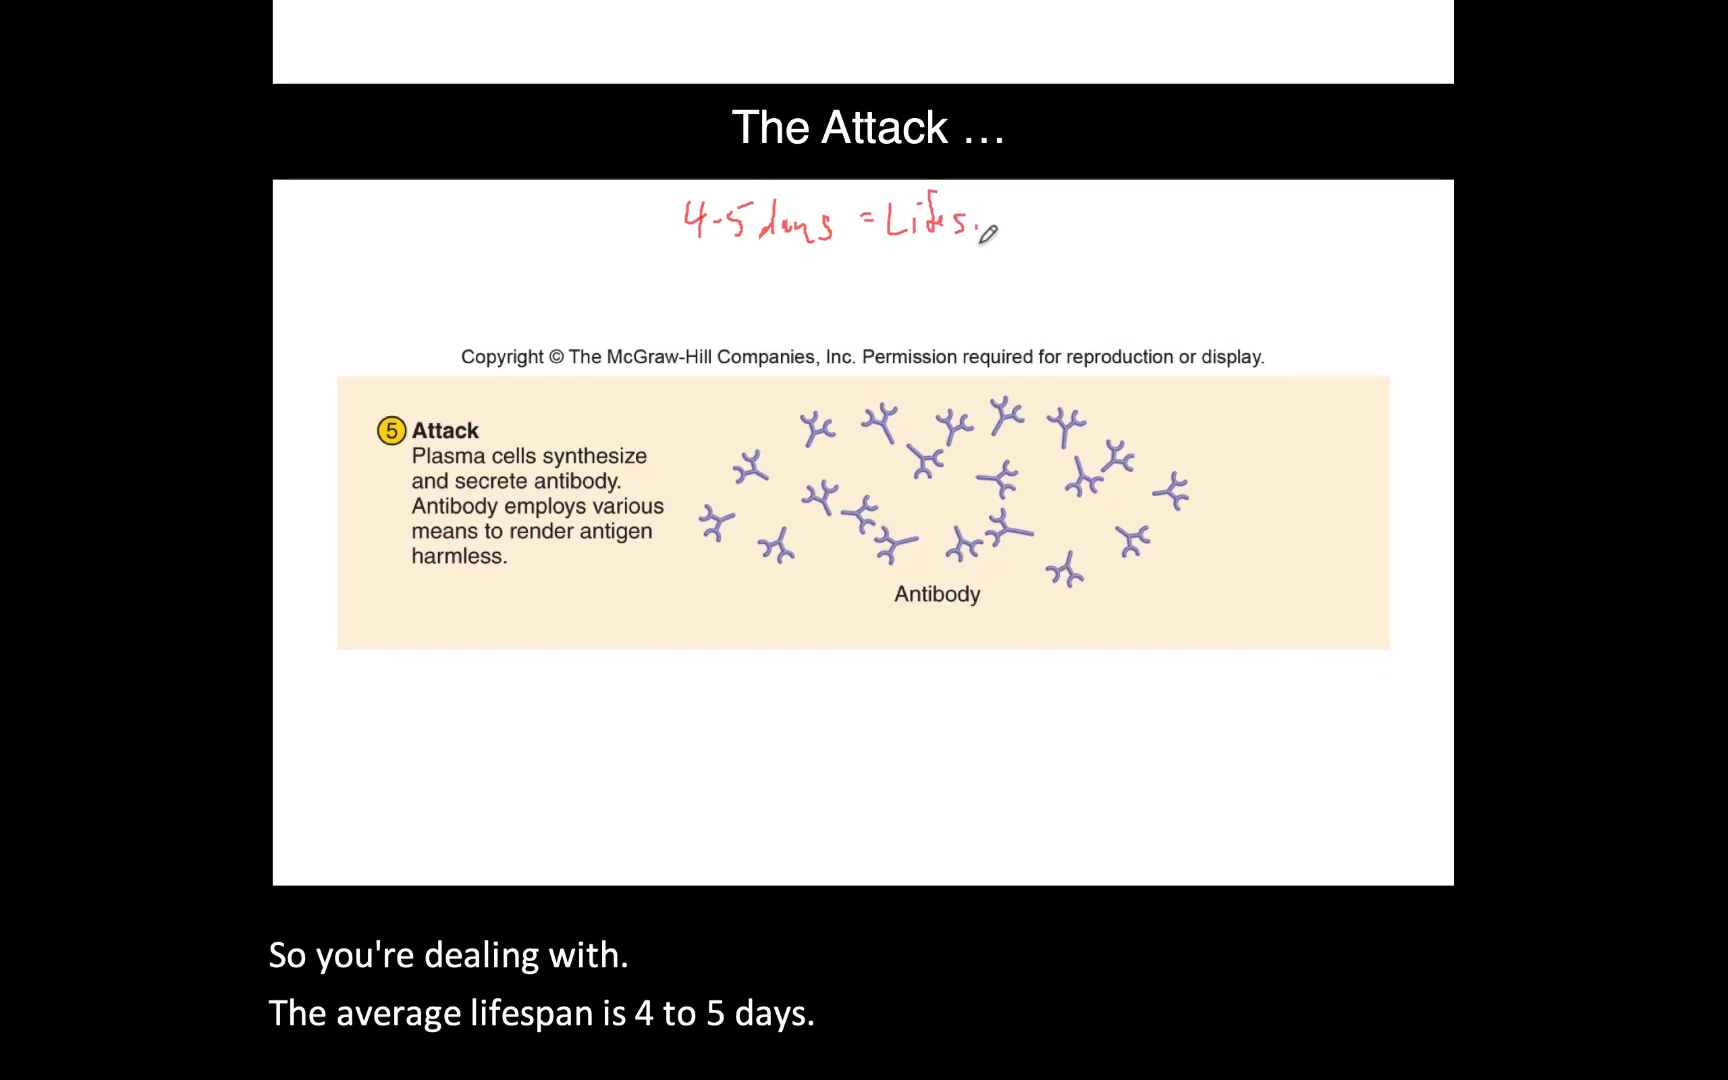 The Attack …
4-5 days = Lifes.
Copyright © The McGraw-Hill Companies, Inc. Permission required for reproduction or display.
5 Attack
Plasma cells synthesize
and secrete antibody.
Antibody employs various
means to render antigen
harmless.
Antibody
So you're dealing with.
The average lifespan is 4 to 5 days.